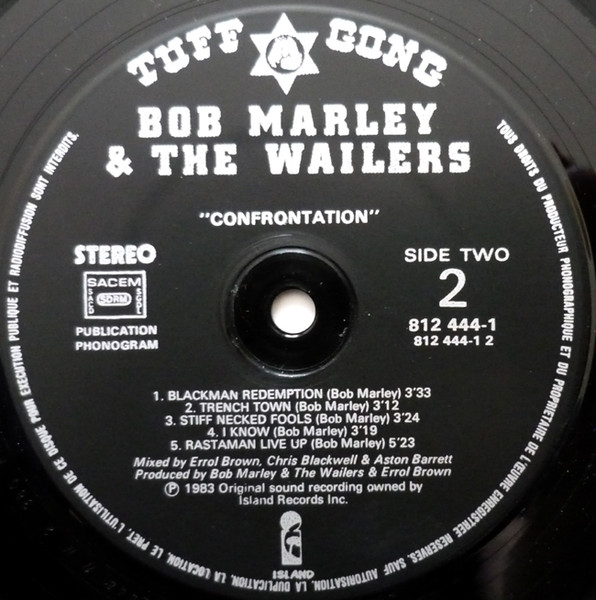 TUFF GONG
BOB MARLEY
& THE WAILERS
"CONFRONTATION"
STEREO
SACEM
SACD SDRM SGDL
PUBLICATION
PHONOGRAM
SIDE TWO
2
812 444-1
812 444-1 2
1. BLACKMAN REDEMPTION (Bob Marley) 3'33
2. TRENCH TOWN (Bob Marley) 3'12
3. STIFF NECKED FOOLS (Bob Marley) 3'24
4. I KNOW (Bob Marley) 3'19
5. RASTAMAN LIVE UP (Bob Marley) 5'23
Mixed by Errol Brown, Chris Blackwell & Aston Barrett
Produced by Bob Marley & The Wailers & Errol Brown
Ⓟ 1983 Original sound recording owned by
Island Records Inc.
ISLAND
TOUS DROITS DU PRODUCTEUR PHONOGRAPHIQUE ET DU PROPRIETAIRE DE L'ŒUVRE ENREGISTREE RESERVES. SAUF AUTORISATION, LA DUPLICATION, LA LOCATION, LE PRET, L'UTILISATION DE CE DISQUE POUR EXECUTION PUBLIQUE ET RADIODIFFUSION SONT INTERDITS.